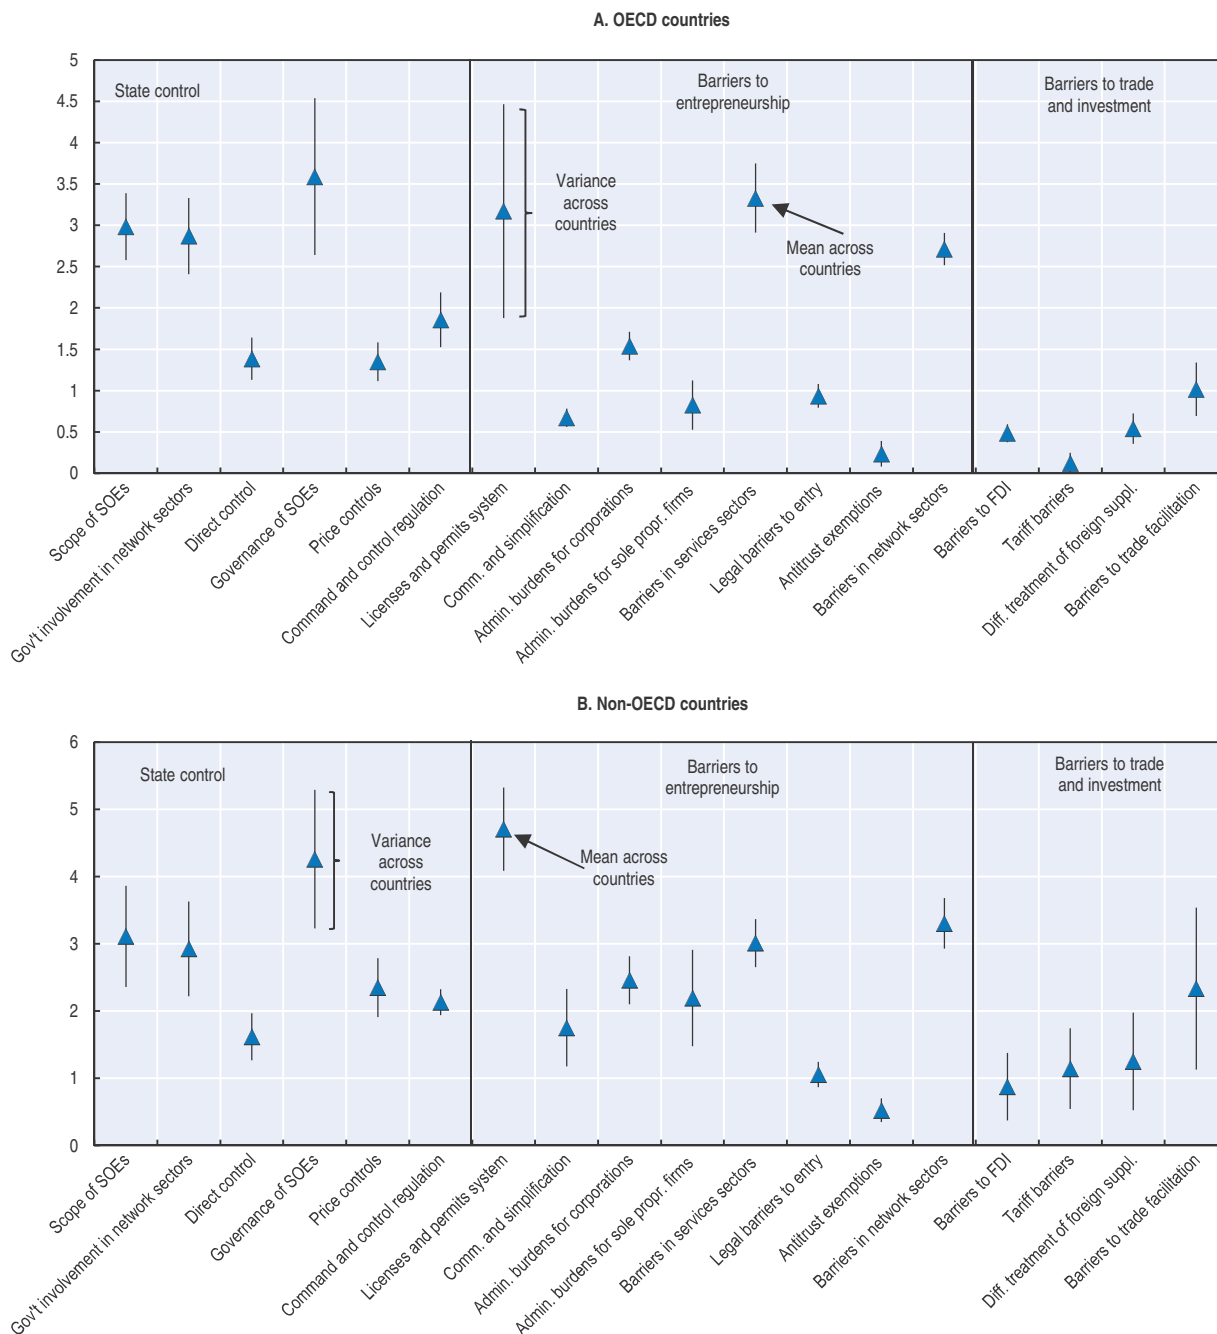 A. OECD countries
5
4.5
4
3.5
3
2.5
2
1.5
1
0.5
0
State control
Barriers to
entrepreneurship
Barriers to trade
and investment
Variance
across
countries
Mean across
countries
Scope of SOEs
Gov't involvement in network sectors
Direct control
Governance of SOEs
Price controls
Command and control regulation
Licenses and permits system
Comm. and simplification
Admin. burdens for corporations
Admin. burdens for sole propr. firms
Barriers in services sectors
Legal barriers to entry
Antitrust exemptions
Barriers in network sectors
Barriers to FDI
Tariff barriers
Diff. treatment of foreign suppl.
Barriers to trade facilitation
B. Non-OECD countries
6
5
4
3
2
1
0
State control
Barriers to
entrepreneurship
Barriers to trade
and investment
Variance
across
countries
Mean across
countries
Scope of SOEs
Gov't involvement in network sectors
Direct control
Governance of SOEs
Price controls
Command and control regulation
Licenses and permits system
Comm. and simplification
Admin. burdens for corporations
Admin. burdens for sole propr. firms
Barriers in services sectors
Legal barriers to entry
Antitrust exemptions
Barriers in network sectors
Barriers to FDI
Tariff barriers
Diff. treatment of foreign suppl.
Barriers to trade facilitation